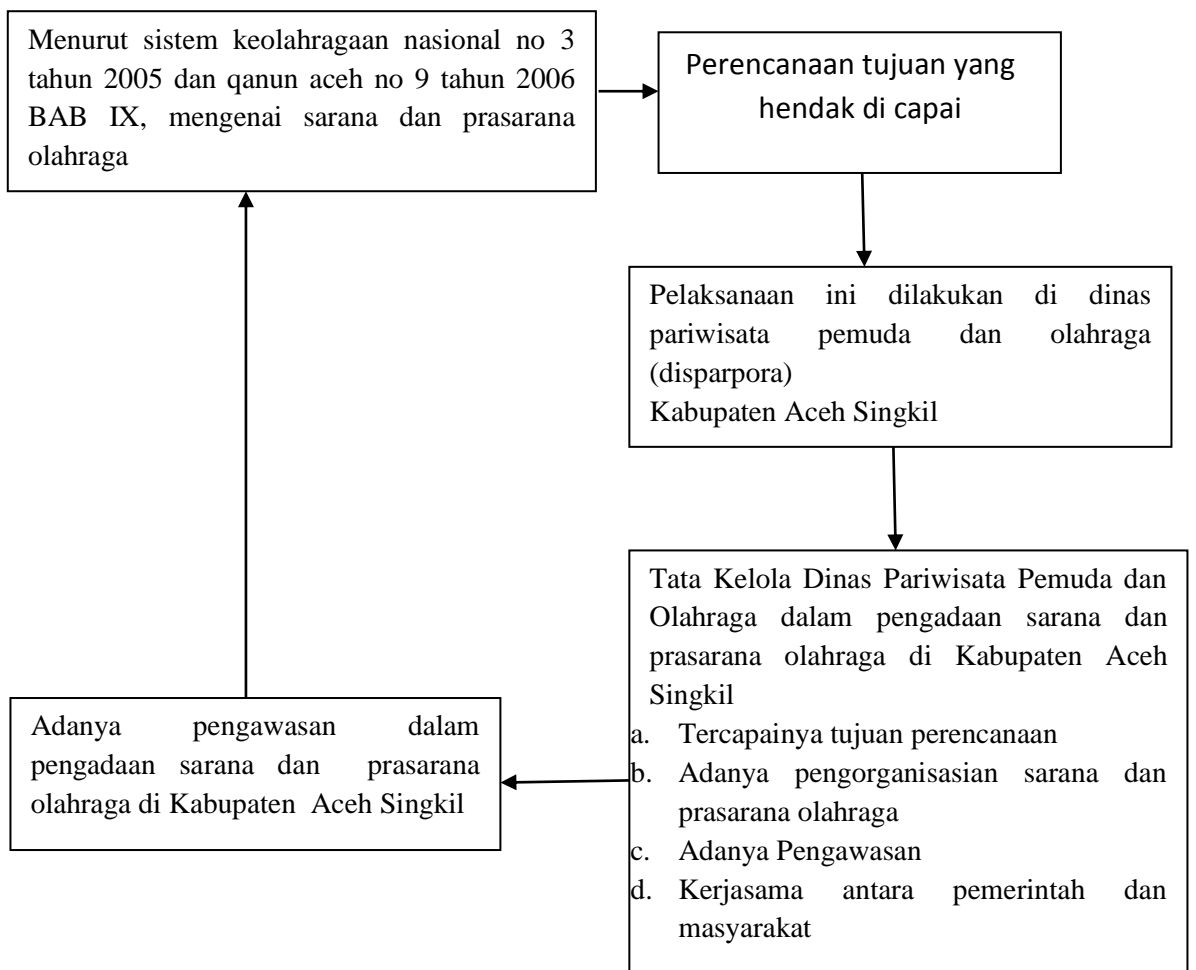 Menurut sistem keolahragaan nasional no 3
tahun 2005 dan qanun aceh no 9 tahun 2006
BAB IX, mengenai sarana dan prasarana
olahraga
Perencanaan tujuan yang
hendak di capai
Pelaksanaan ini dilakukan di dinas
pariwisata pemuda dan olahraga
(disparpora)
Kabupaten Aceh Singkil
Tata Kelola Dinas Pariwisata Pemuda dan
Olahraga dalam pengadaan sarana dan
prasarana olahraga di Kabupaten Aceh
Singkil
a. Tercapainya tujuan perencanaan
b. Adanya pengorganisasian sarana dan
prasarana olahraga
c. Adanya Pengawasan
d. Kerjasama antara pemerintah dan
masyarakat
Adanya pengawasan dalam
pengadaan sarana dan prasarana
olahraga di Kabupaten Aceh Singkil